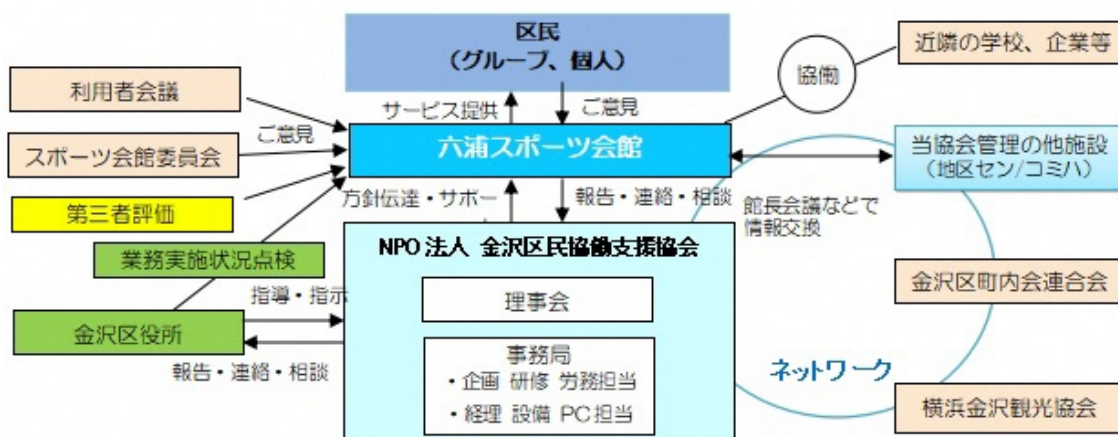 区民
（グループ、個人）
近隣の学校、企業等
協働
利用者会議
サービス提供
ご意見
ご意見
スポーツ会館委員会
六浦スポーツ会館
当協会管理の他施設
（地区セン/コミハ）
第三者評価
方針伝達・サポー
報告・連絡・相談
館長会議などで
情報交換
業務実施状況点検
NPO 法人 金沢区民協働支援協会
指導・指示
理事会
金沢区町内会連合会
金沢区役所
報告・連絡・相談
事務局
・企画 研修 労務担当
・経理 設備 PC 担当
ネットワーク
横浜金沢観光協会